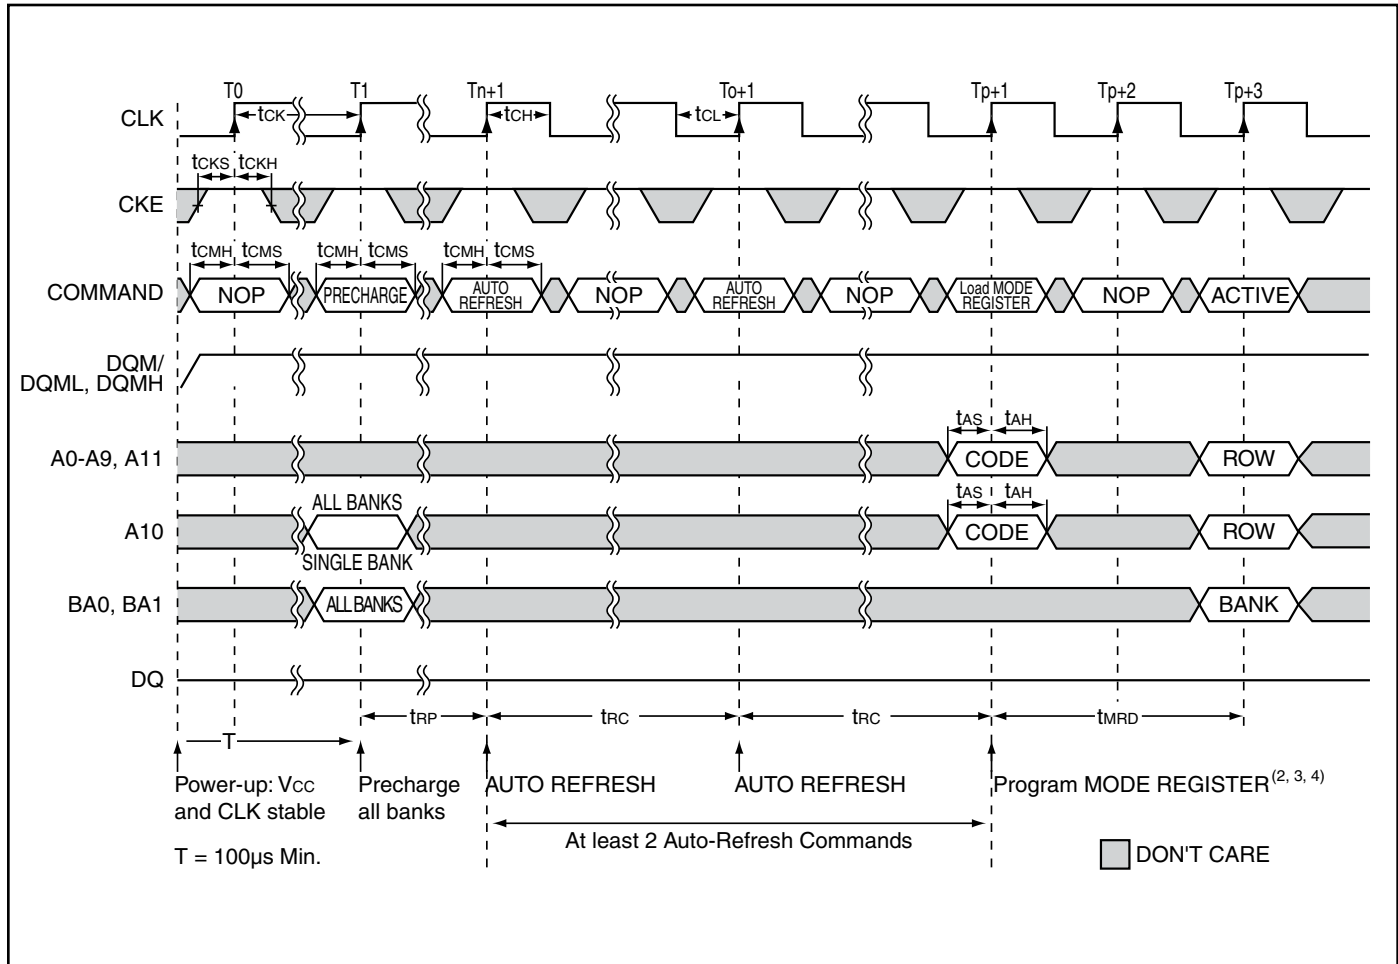 T0 T1 Tn+1 To+1 Tp+1 Tp+2 Tp+3
CLK tCK tCH tCL
tCKS tCKH
CKE
tCMH tCMS tCMH tCMS tCMH tCMS
COMMAND NOP PRECHARGE AUTO REFRESH NOP AUTO REFRESH NOP Load MODE REGISTER NOP ACTIVE
DQM/
DQML, DQMH
tAS tAH
A0-A9, A11 CODE ROW
ALL BANKS tAS tAH
A10 CODE ROW
SINGLE BANK
BA0, BA1 ALL BANKS BANK
DQ
tRP tRC tRC tMRD
T
Power-up: VCC Precharge AUTO REFRESH AUTO REFRESH Program MODE REGISTER(2, 3, 4)
and CLK stable all banks
At least 2 Auto-Refresh Commands
T = 100µs Min. DON'T CARE